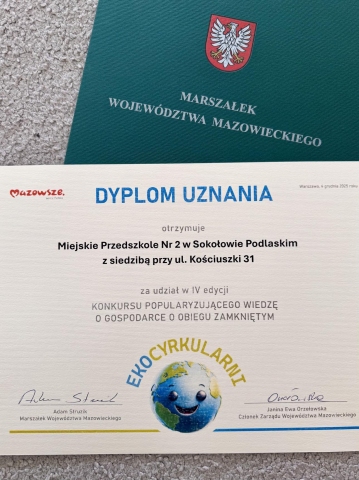 MARSZAŁEK
WOJEWÓDZTWA MAZOWIECKIEGO
Mazowsze.
DYPLOM UZNANIA
otrzymuje
Miejskie Przedszkole Nr 2 w Sokołowie Podlaskim
z siedzibą przy ul. Kościuszki 31
za udział w IV edycji
KONKURSU POPULARYZUJĄCEGO WIEDZĘ
O GOSPODARCE O OBIEGU ZAMKNIĘTYM
EKOCYRKULARNI
Adam Struzik
Marszałek Województwa Mazowieckiego
Janina Ewa Orzełowska
Członek Zarządu Województwa Mazowieckiego